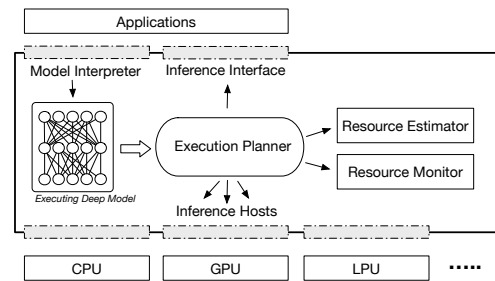 Applications
Model Interpreter
Inference Interface
Execution Planner
Resource Estimator
Resource Monitor
Executing Deep Model
Inference Hosts
CPU
GPU
LPU
.....